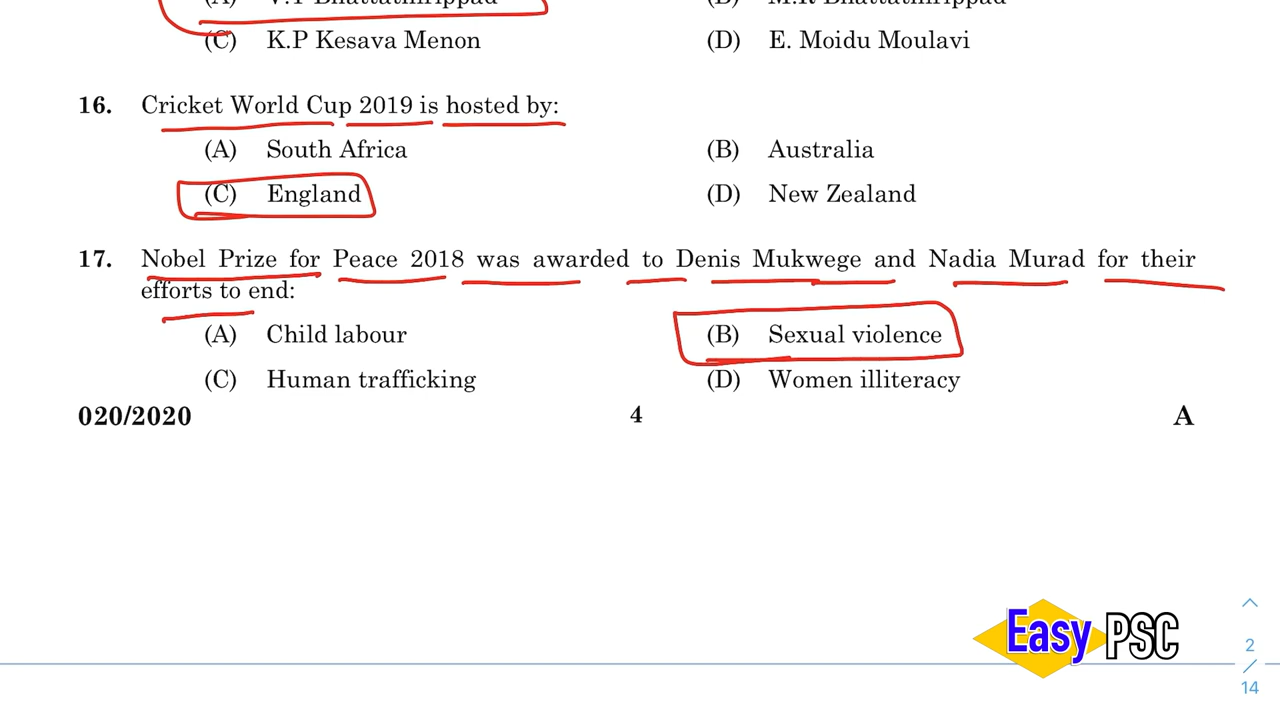 (A) V.T Bhattathirippad (B) M.R Bhattathirippad
(C) K.P Kesava Menon (D) E. Moidu Moulavi
16. Cricket World Cup 2019 is hosted by:
(A) South Africa (B) Australia
(C) England (D) New Zealand
17. Nobel Prize for Peace 2018 was awarded to Denis Mukwege and Nadia Murad for their
efforts to end:
(A) Child labour (B) Sexual violence
(C) Human trafficking (D) Women illiteracy
020/2020 4 A
Easy PSC
2
/
14